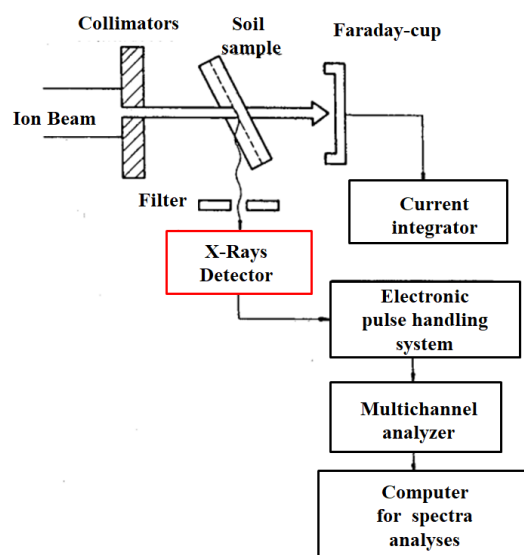 Collimators
Soil
sample
Faraday-cup
Ion Beam
Filter
Current
integrator
X-Rays
Detector
Electronic
pulse handling
system
Multichannel
analyzer
Computer
for spectra
analyses